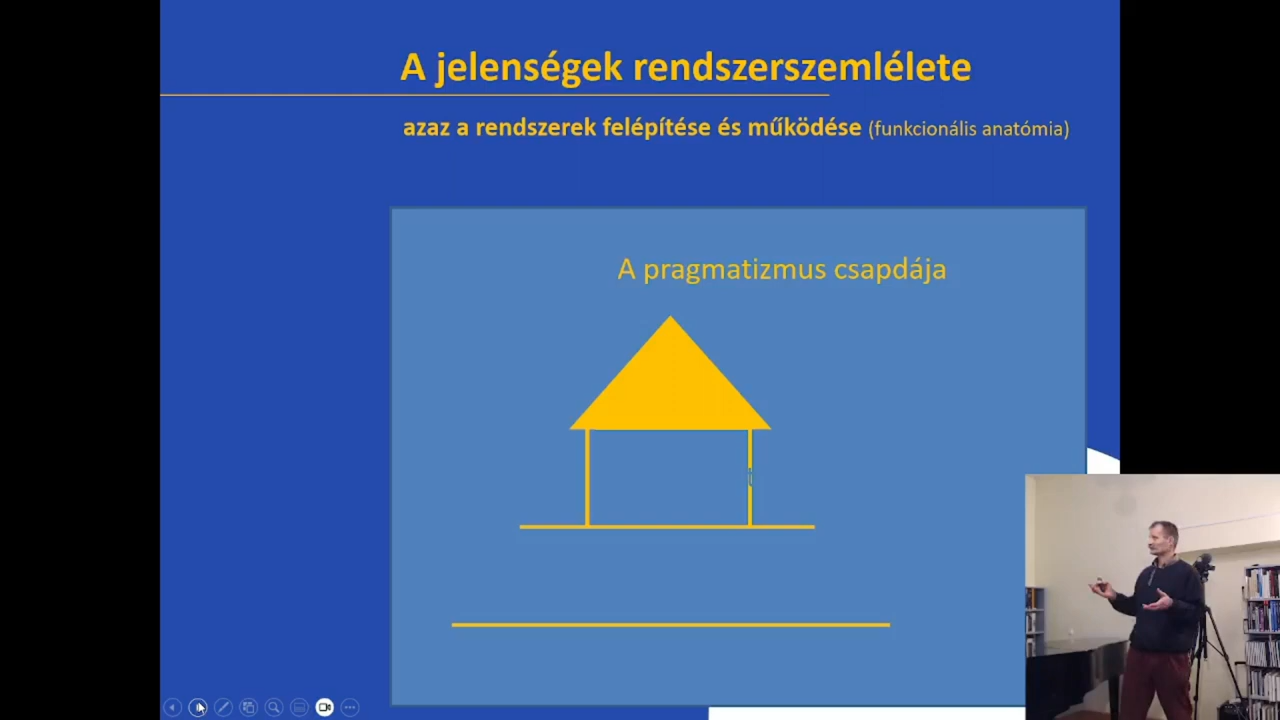 A jelenségek rendszerszemlélete
azaz a rendszerek felépítése és működése (funkcionális anatómia)
A pragmatizmus csapdája